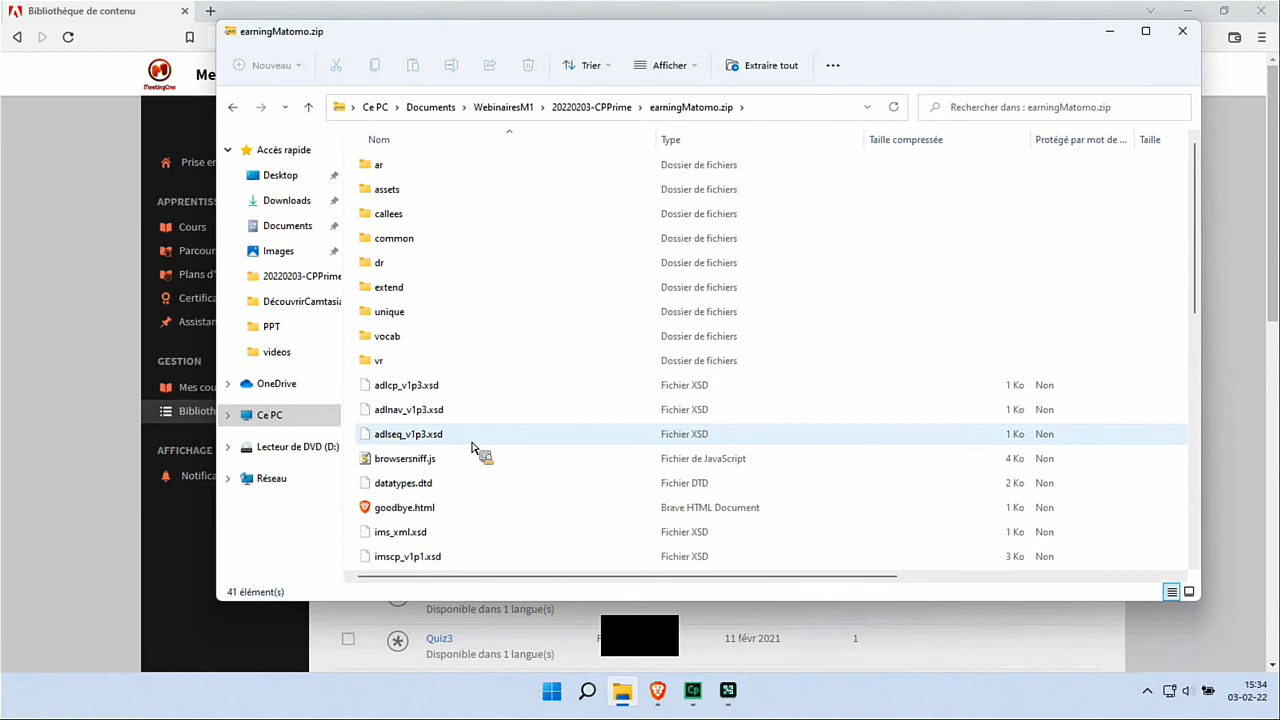 Bibliothèque de contenu
earningMatomo.zip
MeetingOne
Me
Nouveau
Trier
Afficher
Extraire tout
Ce PC > Documents > WebinairesM1 > 20220203-CPPrime > earningMatomo.zip >
Rechercher dans : earningMatomo.zip
Nom
Type
Taille compressée
Protégé par mot de ...
Taille
Prise en
APPRENTISS
Cours
Parcour
Plans d'
Certifica
Assistan
GESTION
Mes cou
Biblioth
AFFICHAGE
Notifica
Accès rapide
Desktop
Downloads
Documents
Images
20220203-CPPrime
DécouvrirCamtasia
PPT
videos
OneDrive
Ce PC
Lecteur de DVD (D:)
Réseau
ar Dossier de fichiers
assets Dossier de fichiers
callees Dossier de fichiers
common Dossier de fichiers
dr Dossier de fichiers
extend Dossier de fichiers
unique Dossier de fichiers
vocab Dossier de fichiers
vr Dossier de fichiers
adlcp_v1p3.xsd Fichier XSD 1 Ko Non
adlnav_v1p3.xsd Fichier XSD 1 Ko Non
adlseq_v1p3.xsd Fichier XSD 1 Ko Non
browsersniff.js Fichier de JavaScript 4 Ko Non
datatypes.dtd Fichier DTD 2 Ko Non
goodbye.html Brave HTML Document 1 Ko Non
ims_xml.xsd Fichier XSD 1 Ko Non
imscp_v1p1.xsd Fichier XSD 3 Ko Non
41 élément(s)
Disponible dans 1 langue(s)
Quiz3 11 févr 2021 1
Disponible dans 1 langue(s)
Cp
15:34
03-02-22